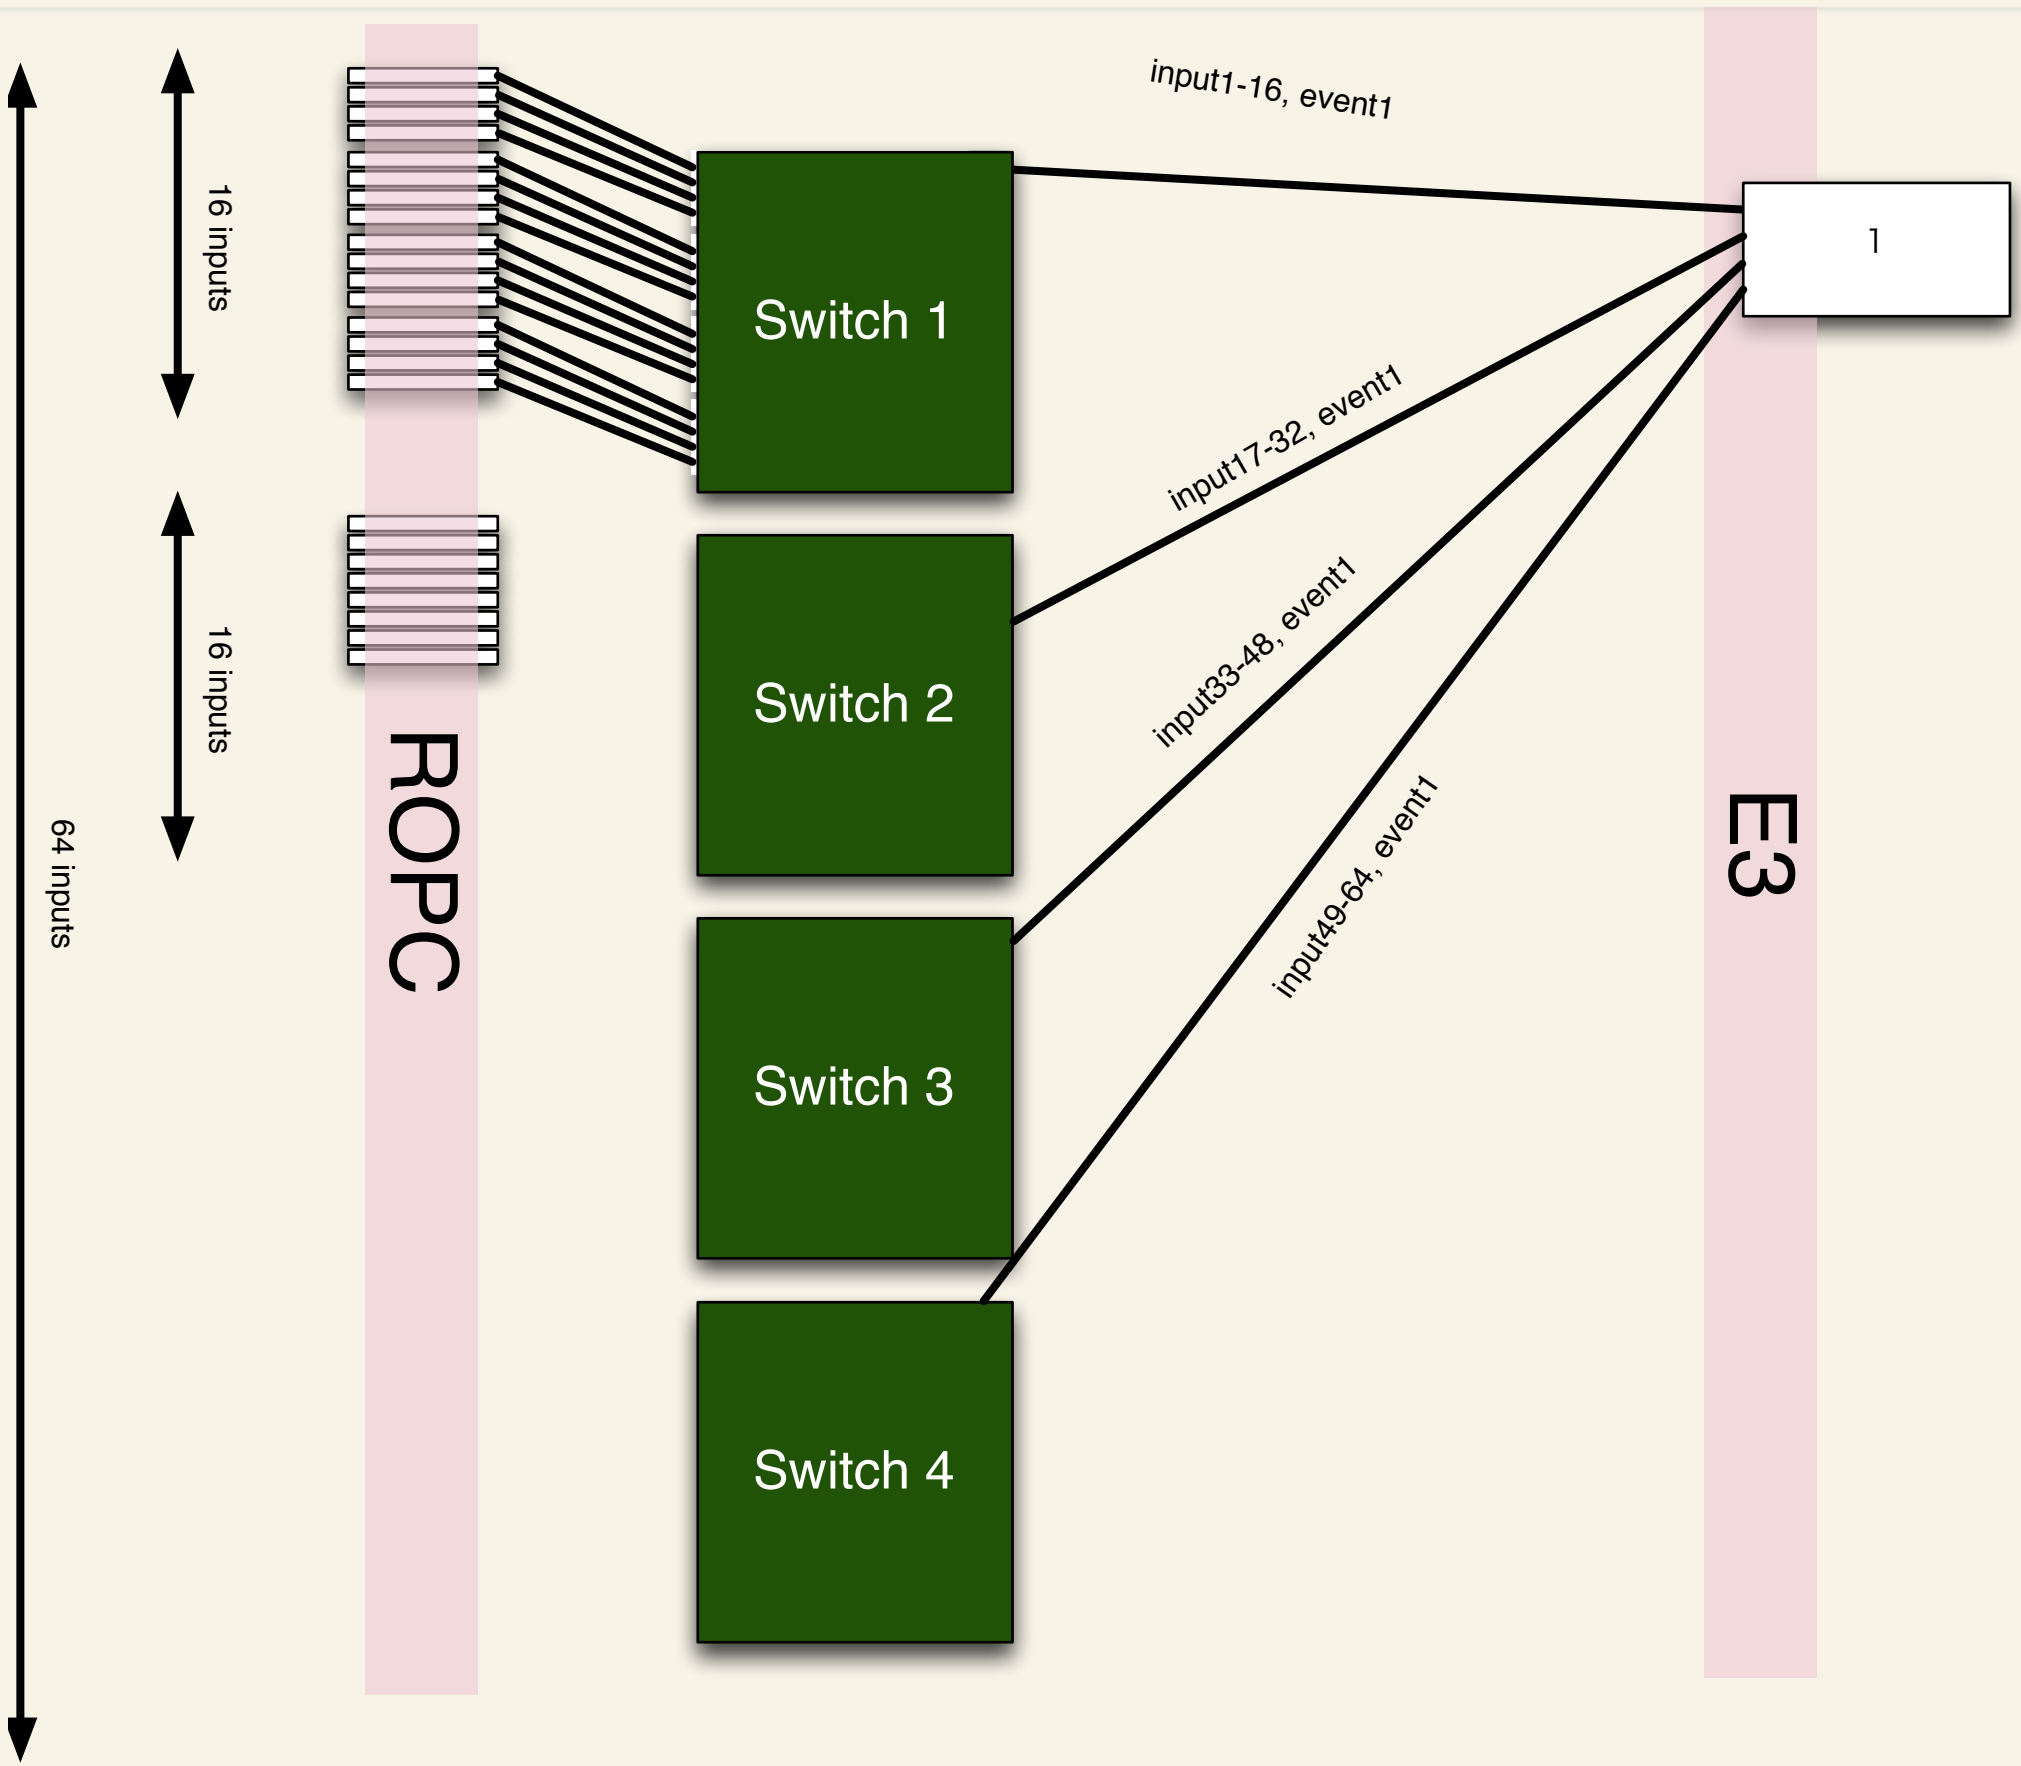 input1-16, event1
1
16 inputs
Switch 1
input17-32, event1
16 inputs
Switch 2
input33-48, event1
ROPC
E3
64 inputs
input49-64, event1
Switch 3
Switch 4